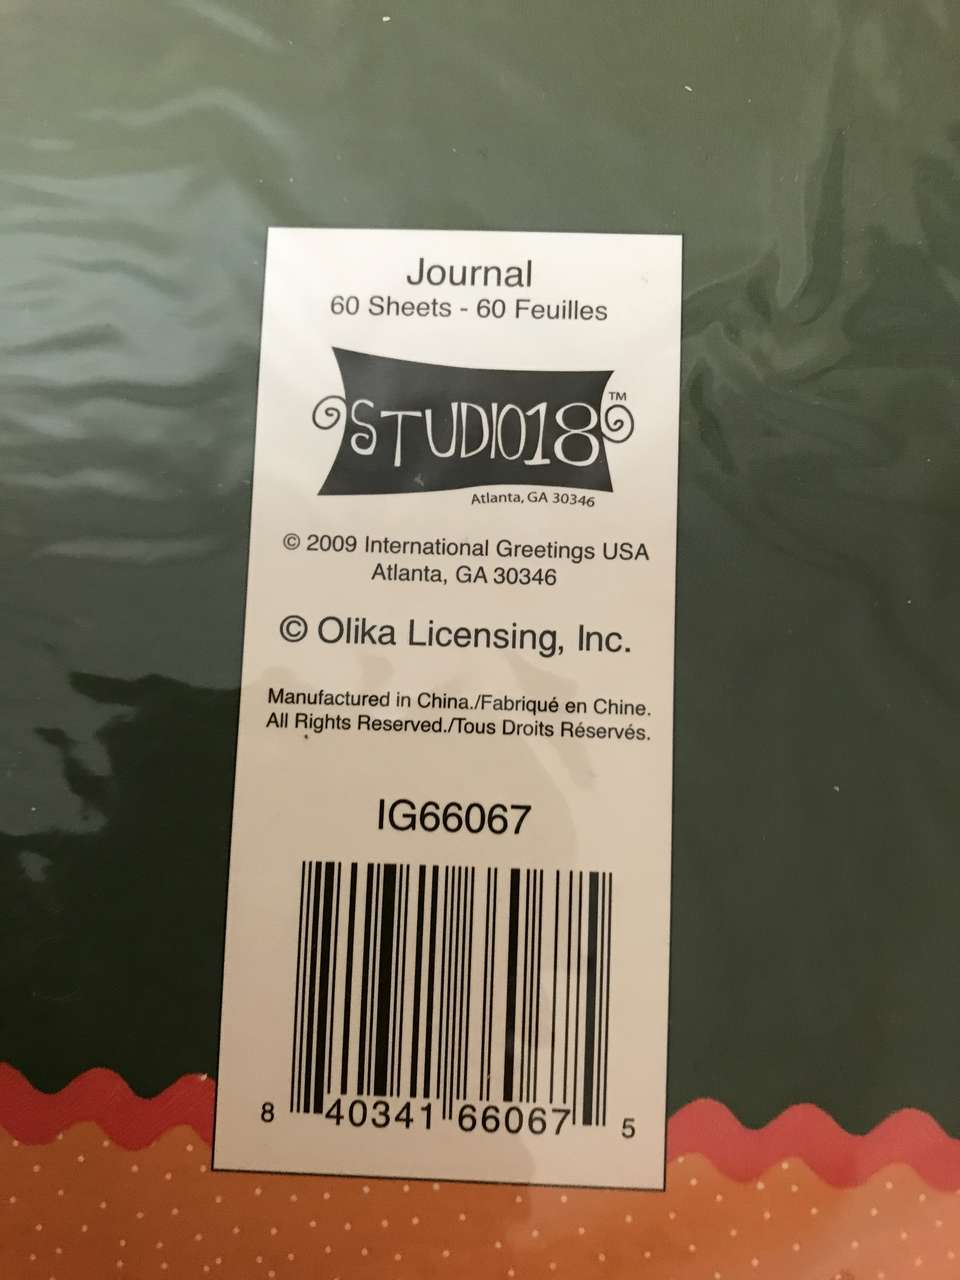 Journal
60 Sheets - 60 Feuilles
STUDIO18™
Atlanta, GA 30346
© 2009 International Greetings USA
Atlanta, GA 30346
© Olika Licensing, Inc.
Manufactured in China./Fabriqué en Chine.
All Rights Reserved./Tous Droits Réservés.
IG66067
8 40341 66067 5